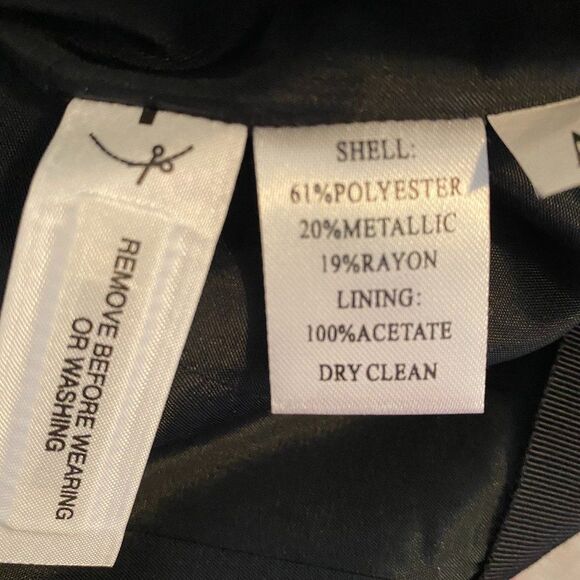 REMOVE BEFORE WEARING
OR WASHING
SHELL:
61%POLYESTER
20%METALLIC
19%RAYON
LINING:
100%ACETATE
DRY CLEAN